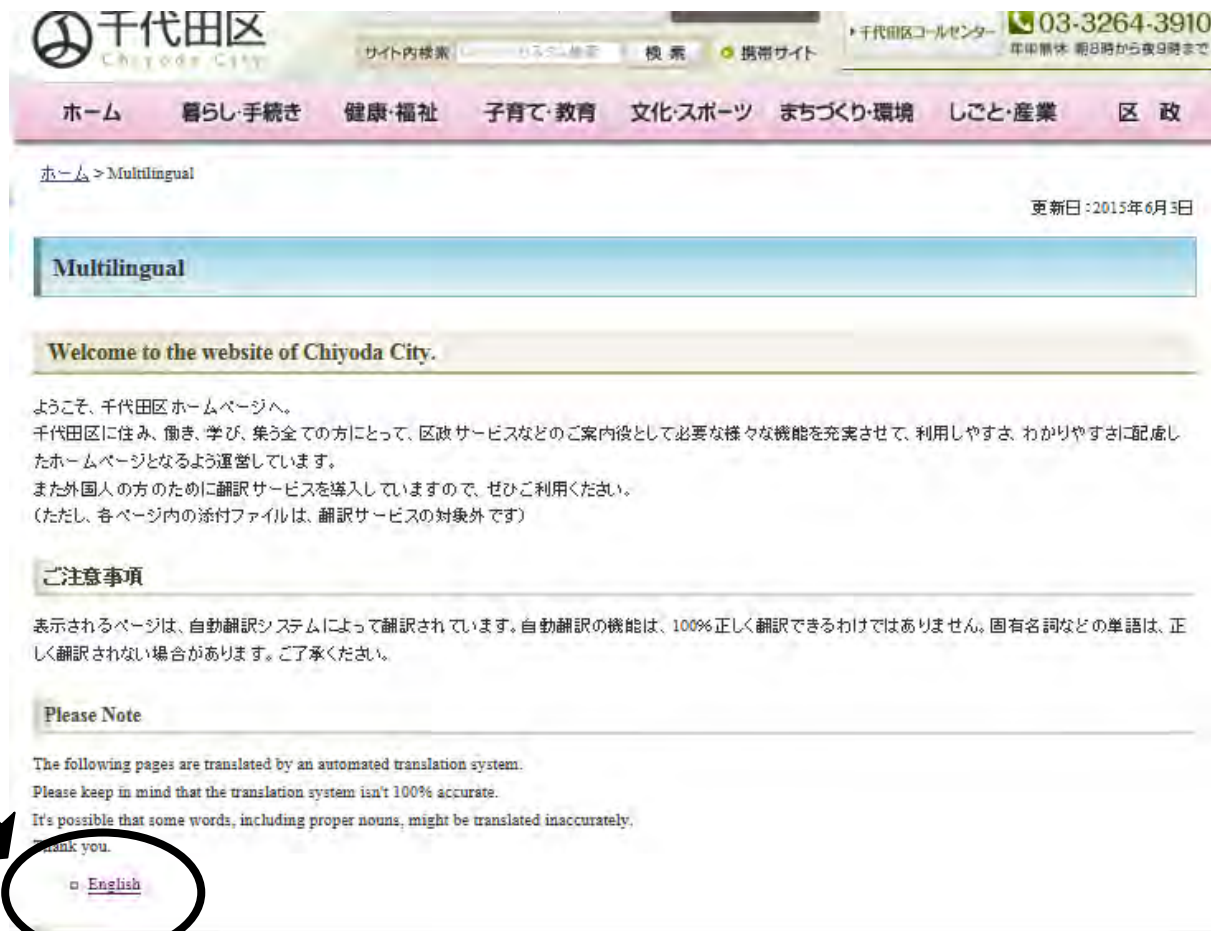 千代田区
Chiyoda City
サイト内検索 カスタム検索 検索 携帯サイト
千代田区コールセンター 03-3264-3910
年中無休 朝8時から夜9時まで
ホーム 暮らし・手続き 健康・福祉 子育て・教育 文化・スポーツ まちづくり・環境 しごと・産業 区 政
ホーム > Multilingual
更新日：2015年6月3日
Multilingual
Welcome to the website of Chiyoda City.
ようこそ、千代田区ホームページへ。
千代田区に住み、働き、学び、集う全ての方にとって、区政サービスなどのご案内役として必要な様々な機能を充実させて、利用しやすさ、わかりやすさに配慮し
たホームページとなるよう運営しています。
また外国人の方のために翻訳サービスを導入していますので、ぜひご利用ください。
（ただし、各ページ内の添付ファイルは、翻訳サービスの対象外です）
ご注意事項
表示されるページは、自動翻訳システムによって翻訳されています。自動翻訳の機能は、100%正しく翻訳できるわけではありません。固有名詞などの単語は、正
しく翻訳されない場合があります。ご了承ください。
Please Note
The following pages are translated by an automated translation system.
Please keep in mind that the translation system isn't 100% accurate.
It's possible that some words, including proper nouns, might be translated inaccurately.
Thank you.
English